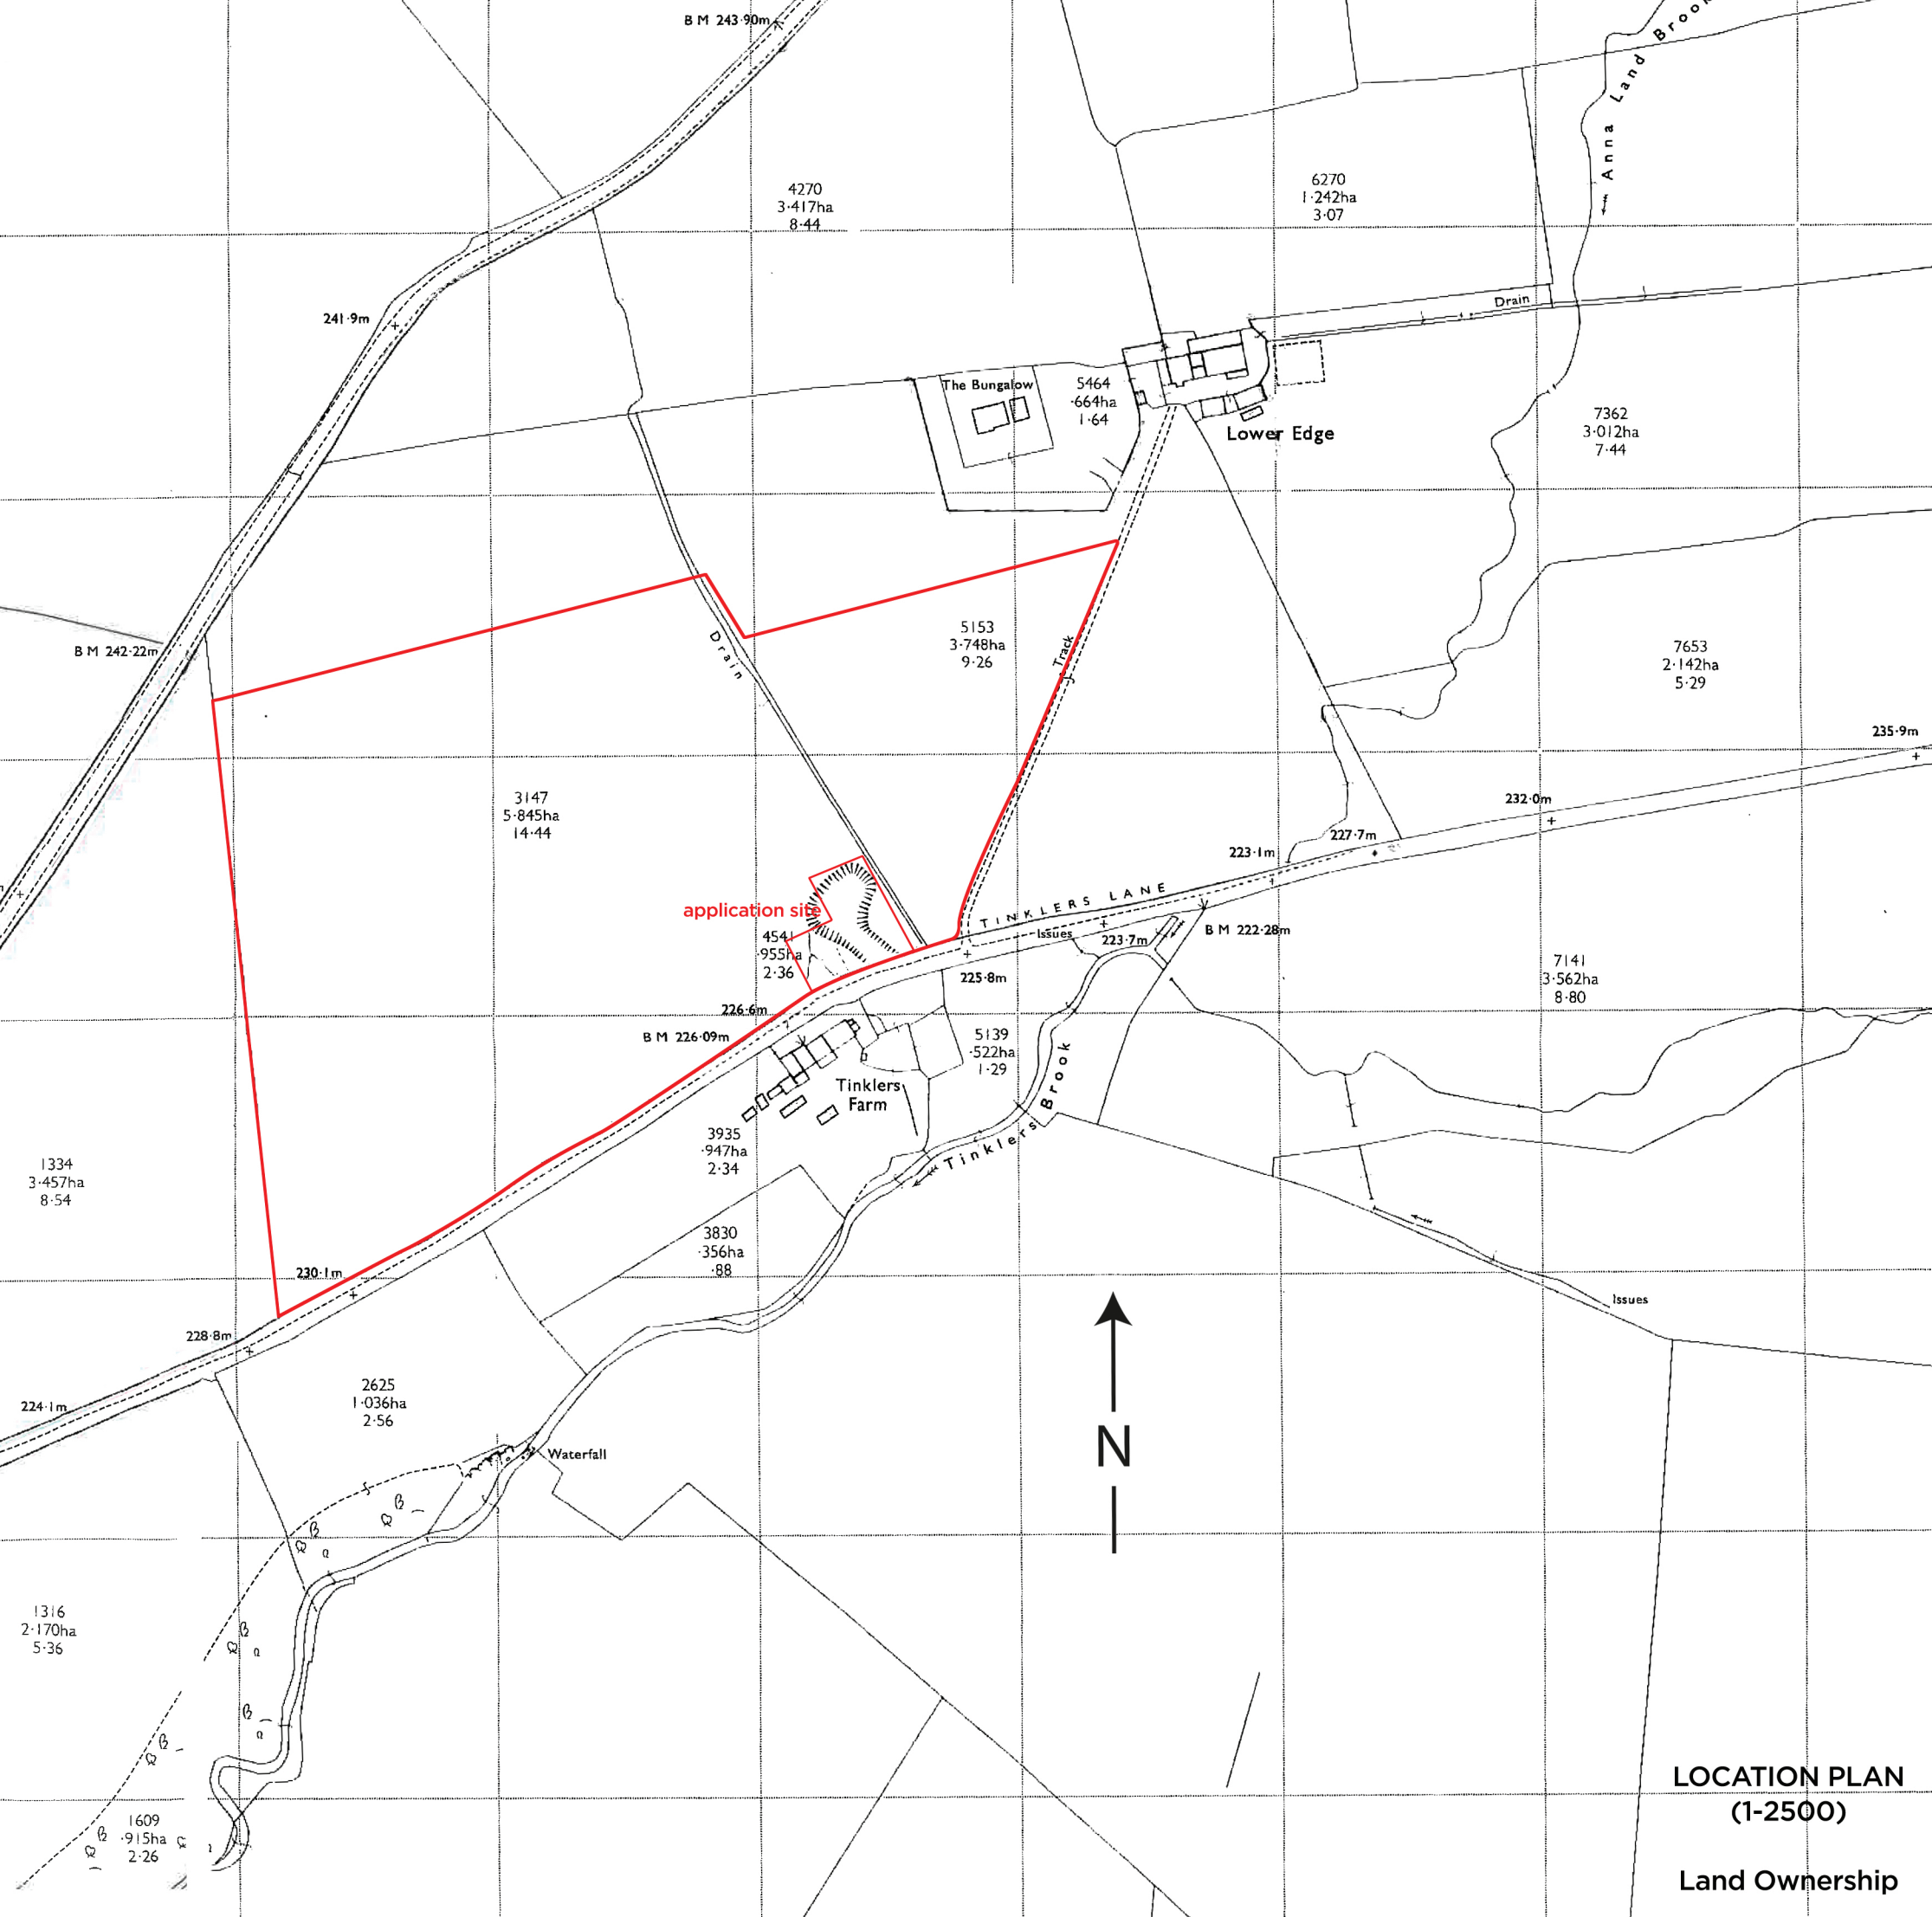 B M 243·90m
Anna Land Brook
4270
3·417ha
8·44
6270
1·242ha
3·07
241·9m
Drain
The Bungalow
5464
·664ha
1·64
Lower Edge
7362
3·012ha
7·44
B M 242·22m
Drain
5153
3·748ha
9·26
Track
7653
2·142ha
5·29
235·9m
3147
5·845ha
14·44
232·0m
227·7m
223·1m
application site
TINKLERS LANE
4541
·955ha
2·36
Issues
223·7m
B M 222·28m
225·8m
7141
3·562ha
8·80
226·6m
B M 226·09m
5139
·522ha
1·29
Tinklers
Farm
Tinklers Brook
3935
·947ha
2·34
1334
3·457ha
8·54
3830
·356ha
·88
230·1m
Issues
228·8m
224·1m
2625
1·036ha
2·56
N
Waterfall
1316
2·170ha
5·36
1609
·915ha
2·26
LOCATION PLAN
(1-2500)
Land Ownership